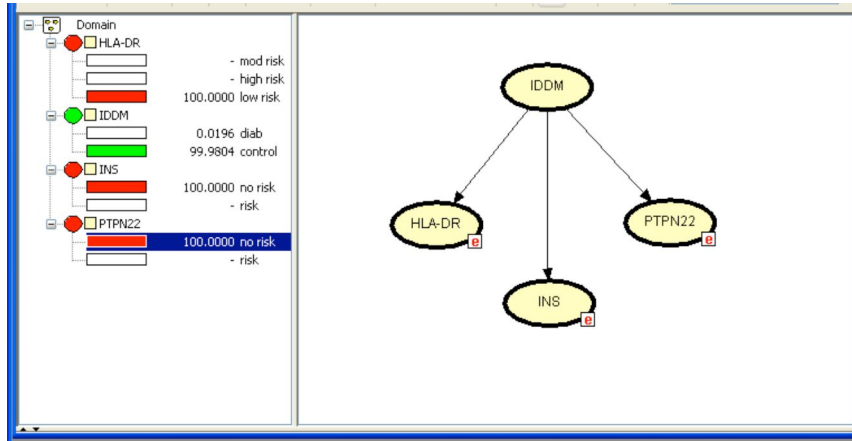 Domain
HLA-DR
- mod risk
- high risk
100.0000 low risk
IDDM
0.0196 diab
99.9804 control
INS
100.0000 no risk
- risk
PTPN22
100.0000 no risk
- risk
IDDM
HLA-DR
e
PTPN22
e
INS
e